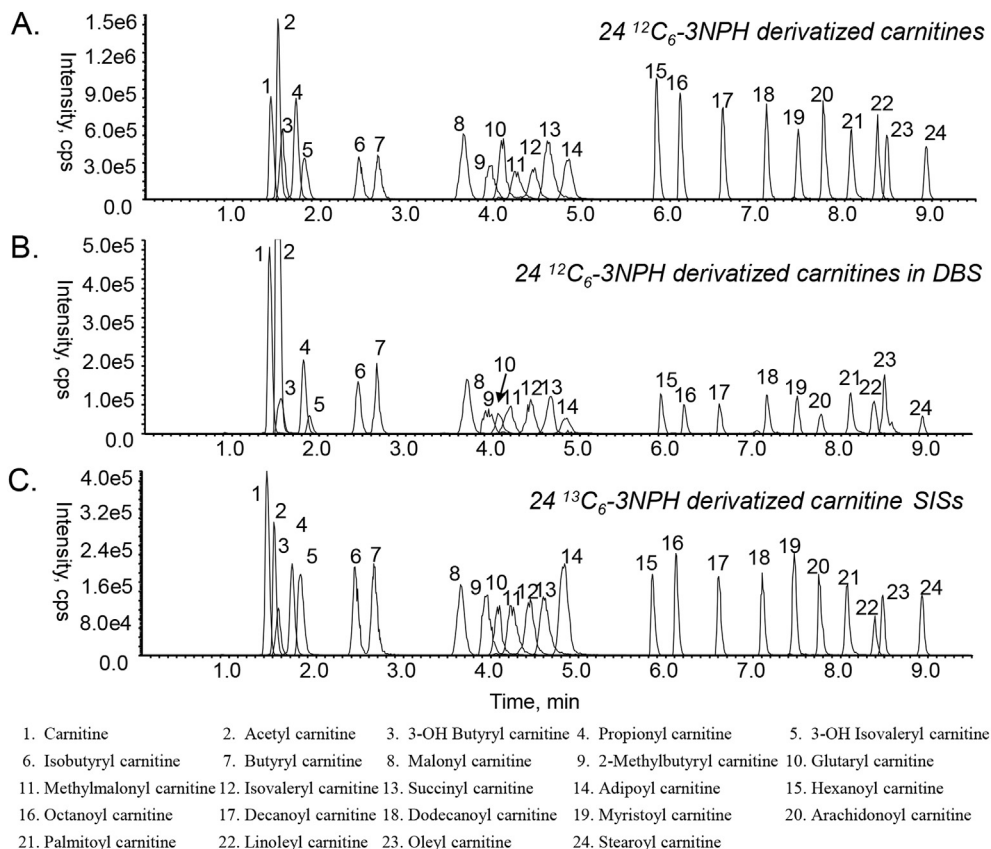 A.
24 ¹²C₆-3NPH derivatized carnitines
Intensity, cps
1.5e6
1.2e6
9.0e5
6.0e5
3.0e5
0.0
1 2 3 4 5 6 7 8 9 10 11 12 13 14 15 16 17 18 19 20 21 22 23 24
1.0 2.0 3.0 4.0 5.0 6.0 7.0 8.0 9.0
B.
24 ¹²C₆-3NPH derivatized carnitines in DBS
Intensity, cps
5.0e5
4.0e5
3.0e5
2.0e5
1.0e5
0.0
1 2 3 4 5 6 7 8 9 10 11 12 13 14 15 16 17 18 19 20 21 22 23 24
1.0 2.0 3.0 4.0 5.0 6.0 7.0 8.0 9.0
C.
24 ¹³C₆-3NPH derivatized carnitine SISs
Intensity, cps
4.0e5
3.2e5
2.4e5
1.6e5
8.0e4
0.0
1 2 3 4 5 6 7 8 9 10 11 12 13 14 15 16 17 18 19 20 21 22 23 24
1.0 2.0 3.0 4.0 5.0 6.0 7.0 8.0 9.0
Time, min
1. Carnitine 2. Acetyl carnitine 3. 3-OH Butyryl carnitine 4. Propionyl carnitine 5. 3-OH Isovaleryl carnitine
6. Isobutyryl carnitine 7. Butyryl carnitine 8. Malonyl carnitine 9. 2-Methylbutyryl carnitine 10. Glutaryl carnitine
11. Methylmalonyl carnitine 12. Isovaleryl carnitine 13. Succinyl carnitine 14. Adipoyl carnitine 15. Hexanoyl carnitine
16. Octanoyl carnitine 17. Decanoyl carnitine 18. Dodecanoyl carnitine 19. Myristoyl carnitine 20. Arachidonoyl carnitine
21. Palmitoyl carnitine 22. Linoleyl carnitine 23. Oleyl carnitine 24. Stearoyl carnitine